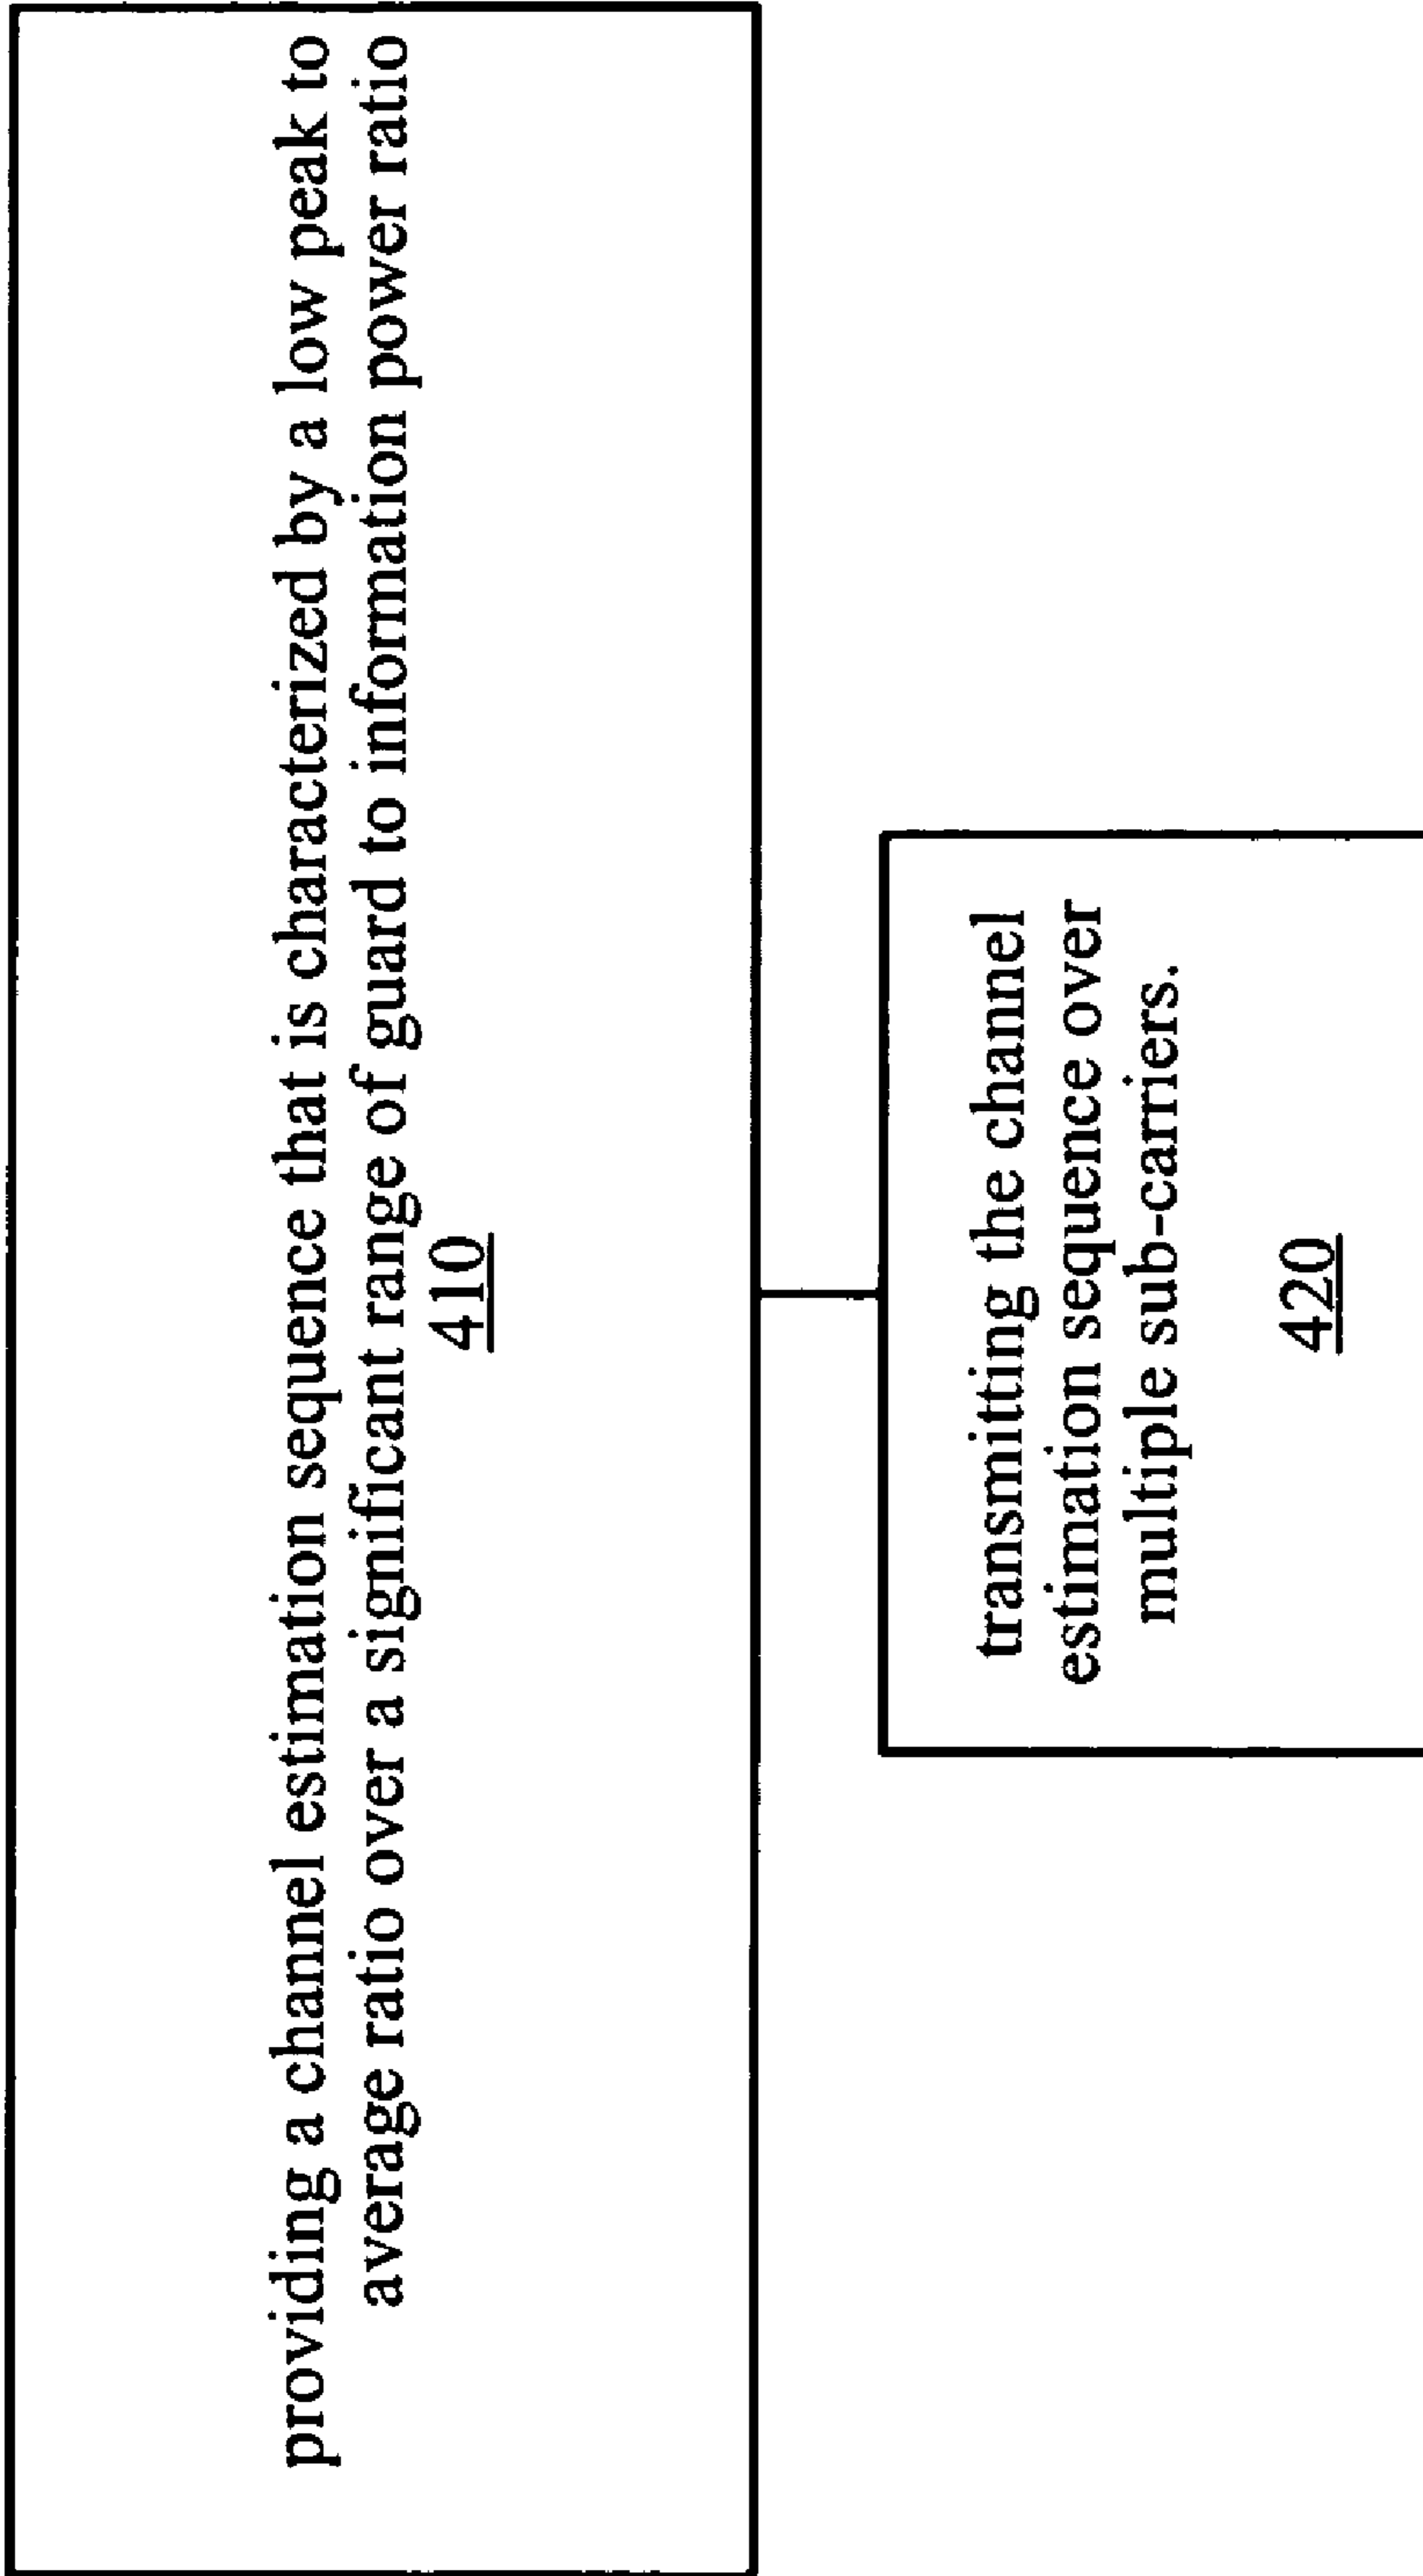 providing a channel estimation sequence that is characterized by a low peak to
average ratio over a significant range of guard to information power ratio
410
transmitting the channel
estimation sequence over
multiple sub-carriers.
420